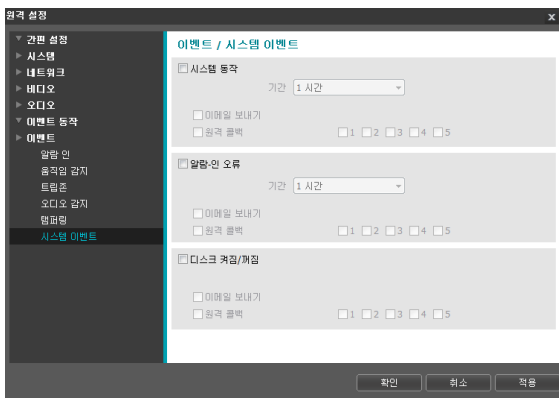 원격 설정
x
간편 설정
시스템
네트워크
비디오
오디오
이벤트 동작
이벤트
알람 인
움직임 감지
트립존
오디오 감지
탬퍼링
시스템 이벤트
이벤트 / 시스템 이벤트
시스템 동작
기간 1 시간
이메일 보내기
원격 콜백 1 2 3 4 5
알람-인 오류
기간 1 시간
이메일 보내기
원격 콜백 1 2 3 4 5
디스크 켜짐/꺼짐
이메일 보내기
원격 콜백 1 2 3 4 5
확인 취소 적용